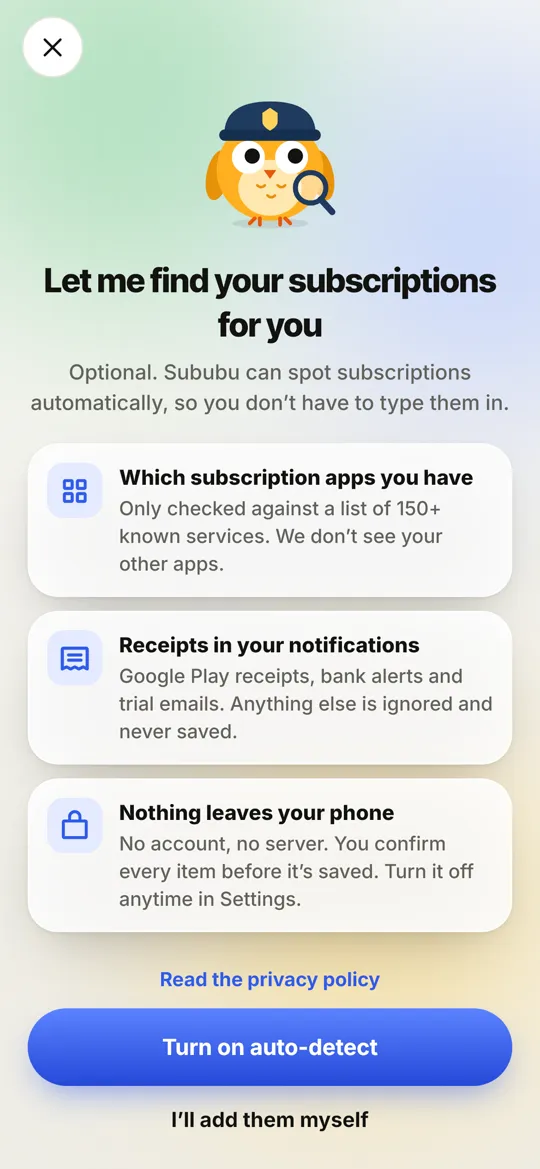 Let me find your subscriptions
for you
Optional. Sububu can spot subscriptions
automatically, so you don’t have to type them in.
Which subscription apps you have
Only checked against a list of 150+
known services. We don’t see your
other apps.
Receipts in your notifications
Google Play receipts, bank alerts and
trial emails. Anything else is ignored and
never saved.
Nothing leaves your phone
No account, no server. You confirm
every item before it’s saved. Turn it off
anytime in Settings.
Read the privacy policy
Turn on auto-detect
I’ll add them myself